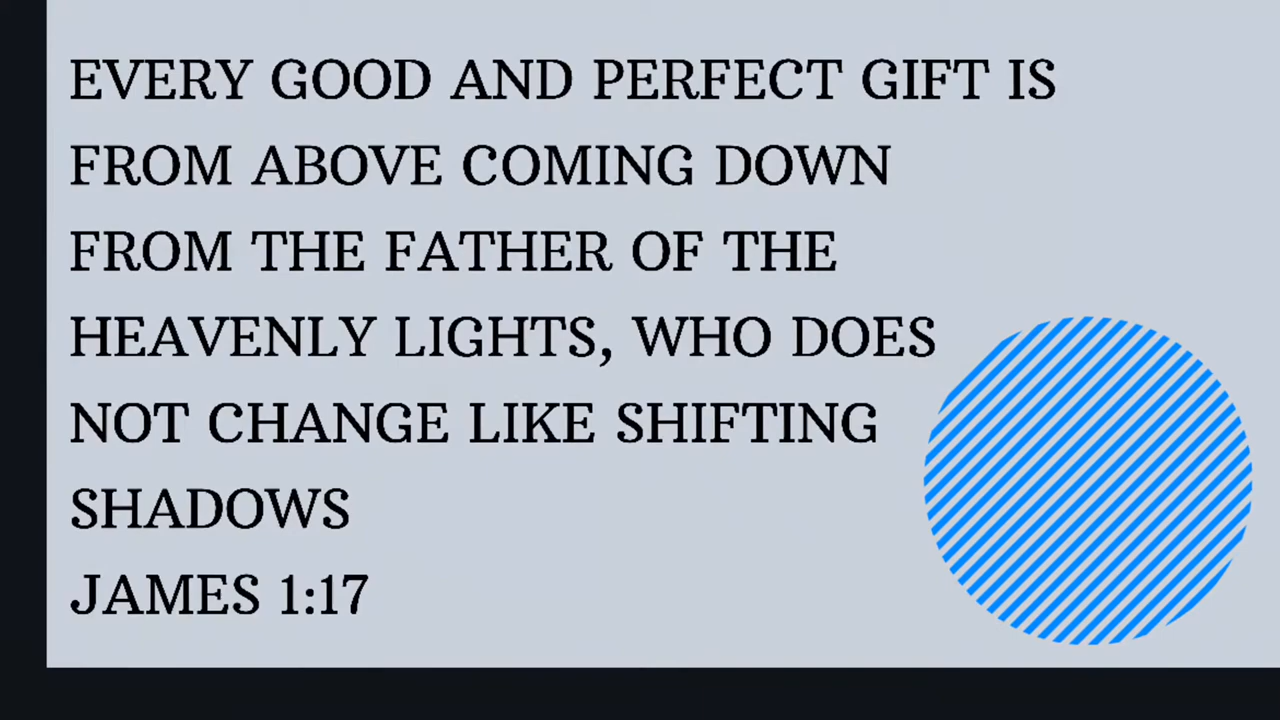 EVERY GOOD AND PERFECT GIFT IS
FROM ABOVE COMING DOWN
FROM THE FATHER OF THE
HEAVENLY LIGHTS, WHO DOES
NOT CHANGE LIKE SHIFTING
SHADOWS
JAMES 1:17